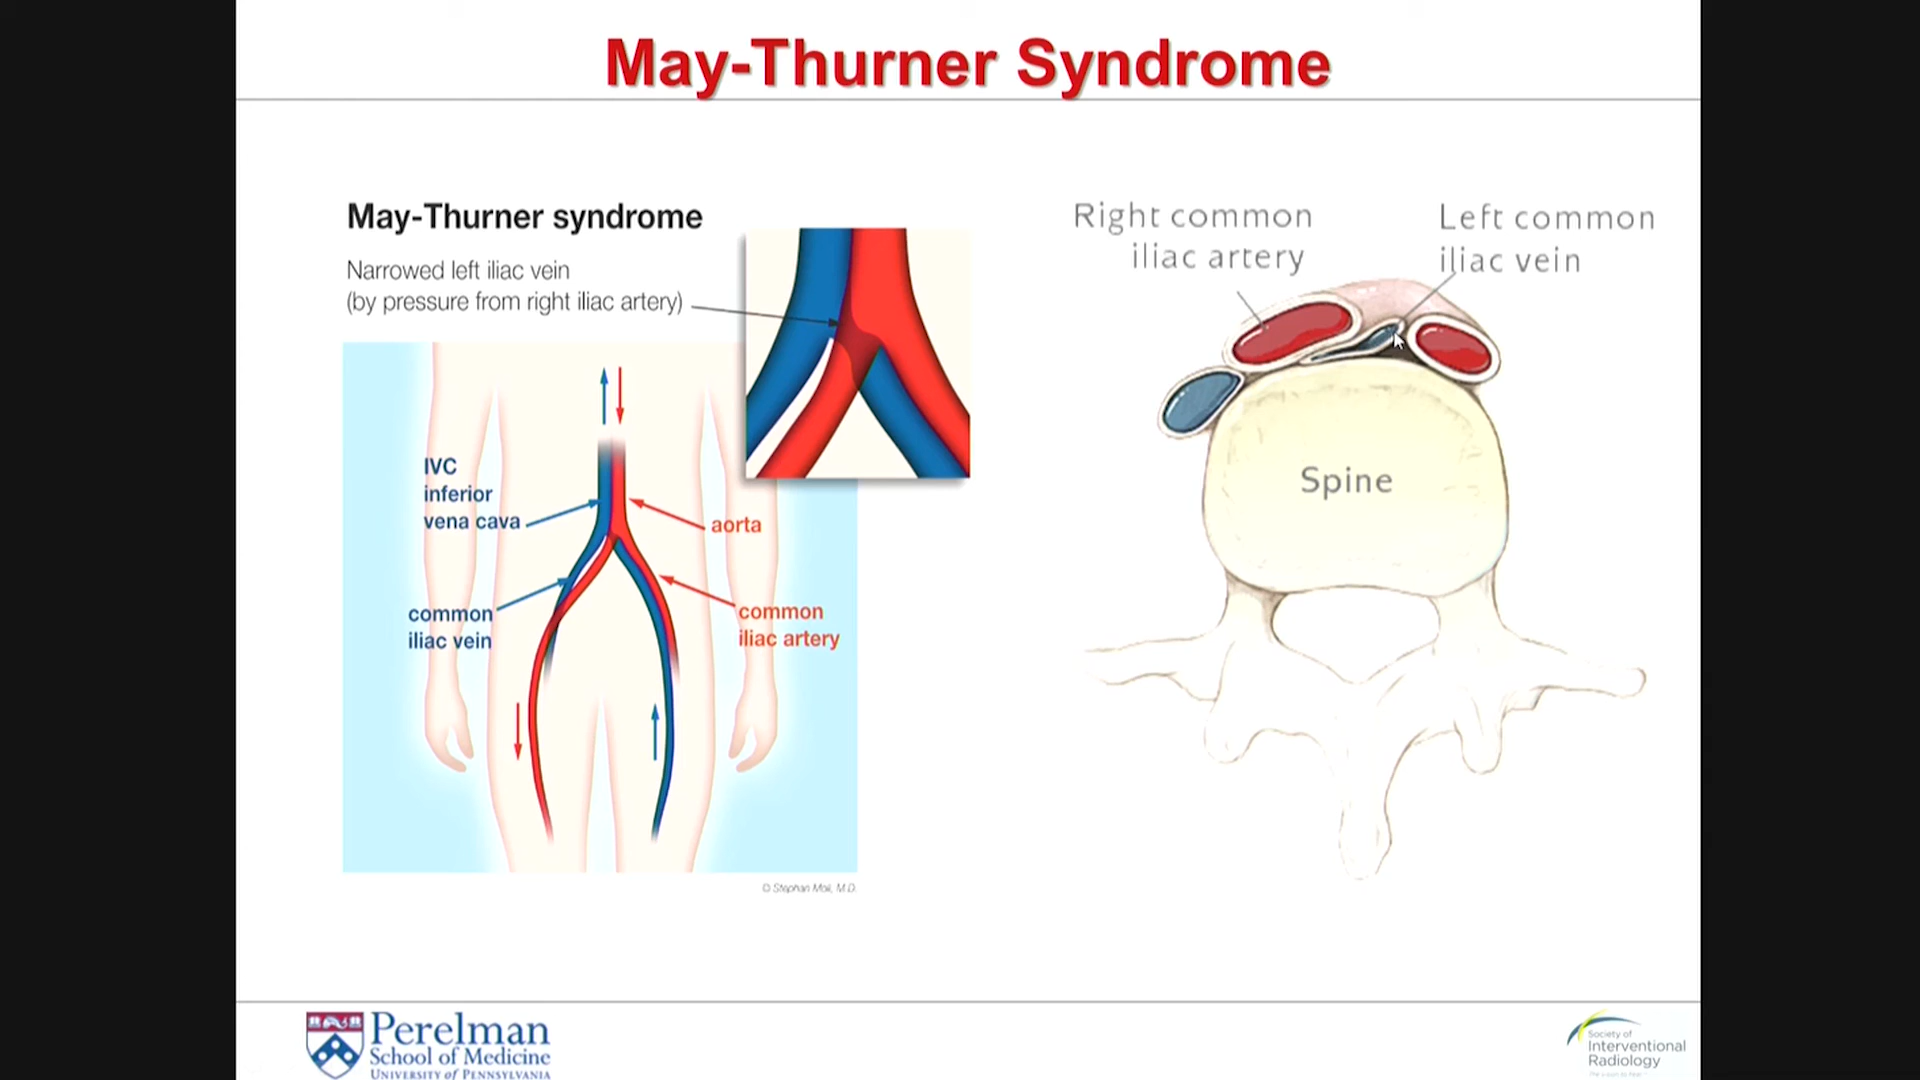 May-Thurner Syndrome
May-Thurner syndrome
Narrowed left iliac vein
(by pressure from right iliac artery)
IVC
inferior
vena cava
aorta
common
iliac vein
common
iliac artery
© Stephan Moll, M.D.
Right common
iliac artery
Left common
iliac vein
Spine
Perelman
School of Medicine
UNIVERSITY of PENNSYLVANIA
Society of
Interventional
Radiology